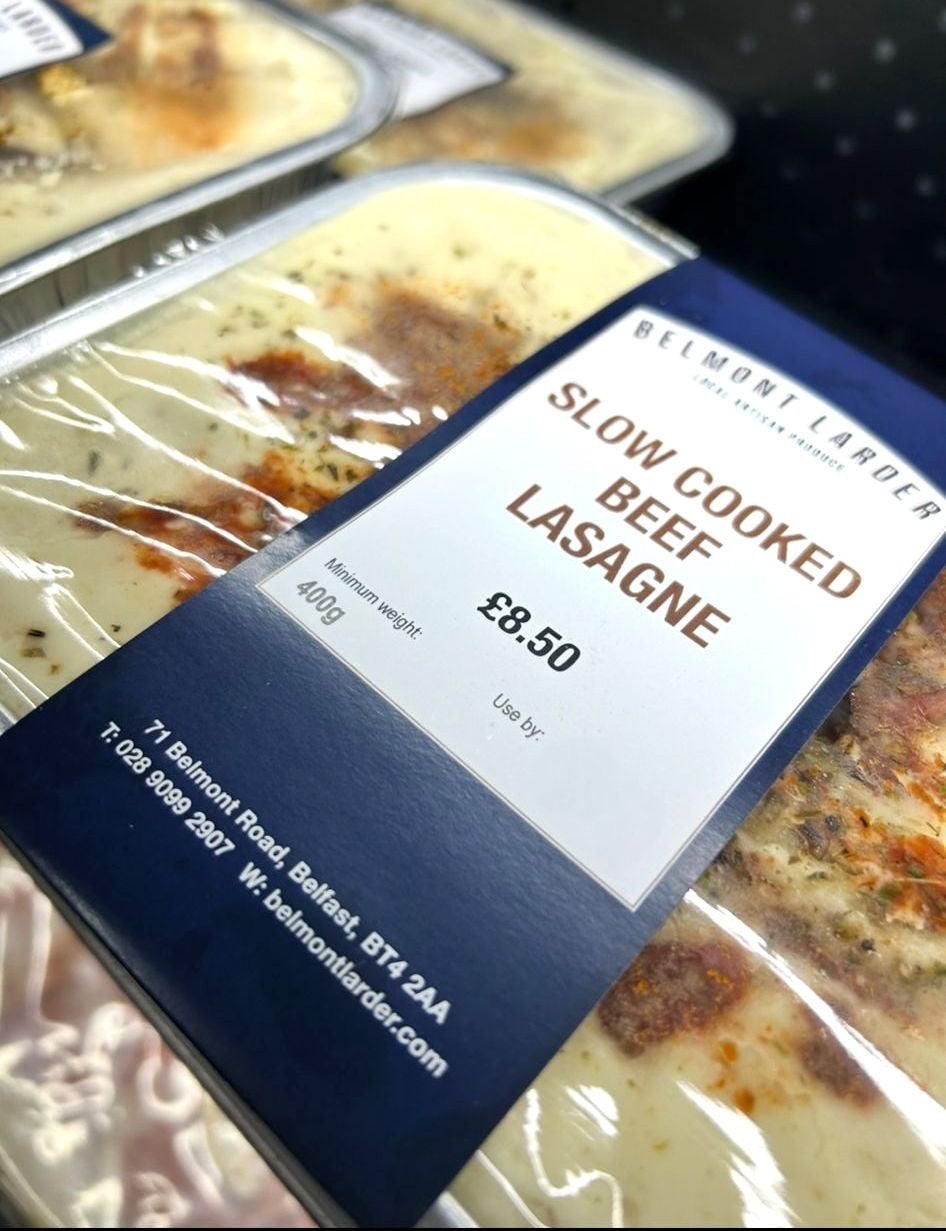 LARDER
BELMONT LARDER
LOCAL ARTISAN PRODUCE
SLOW COOKED
BEEF
LASAGNE
Minimum weight:
400g
£8.50
Use by:
71 Belmont Road, Belfast, BT4 2AA
T: 028 9099 2907 W: belmontlarder.com